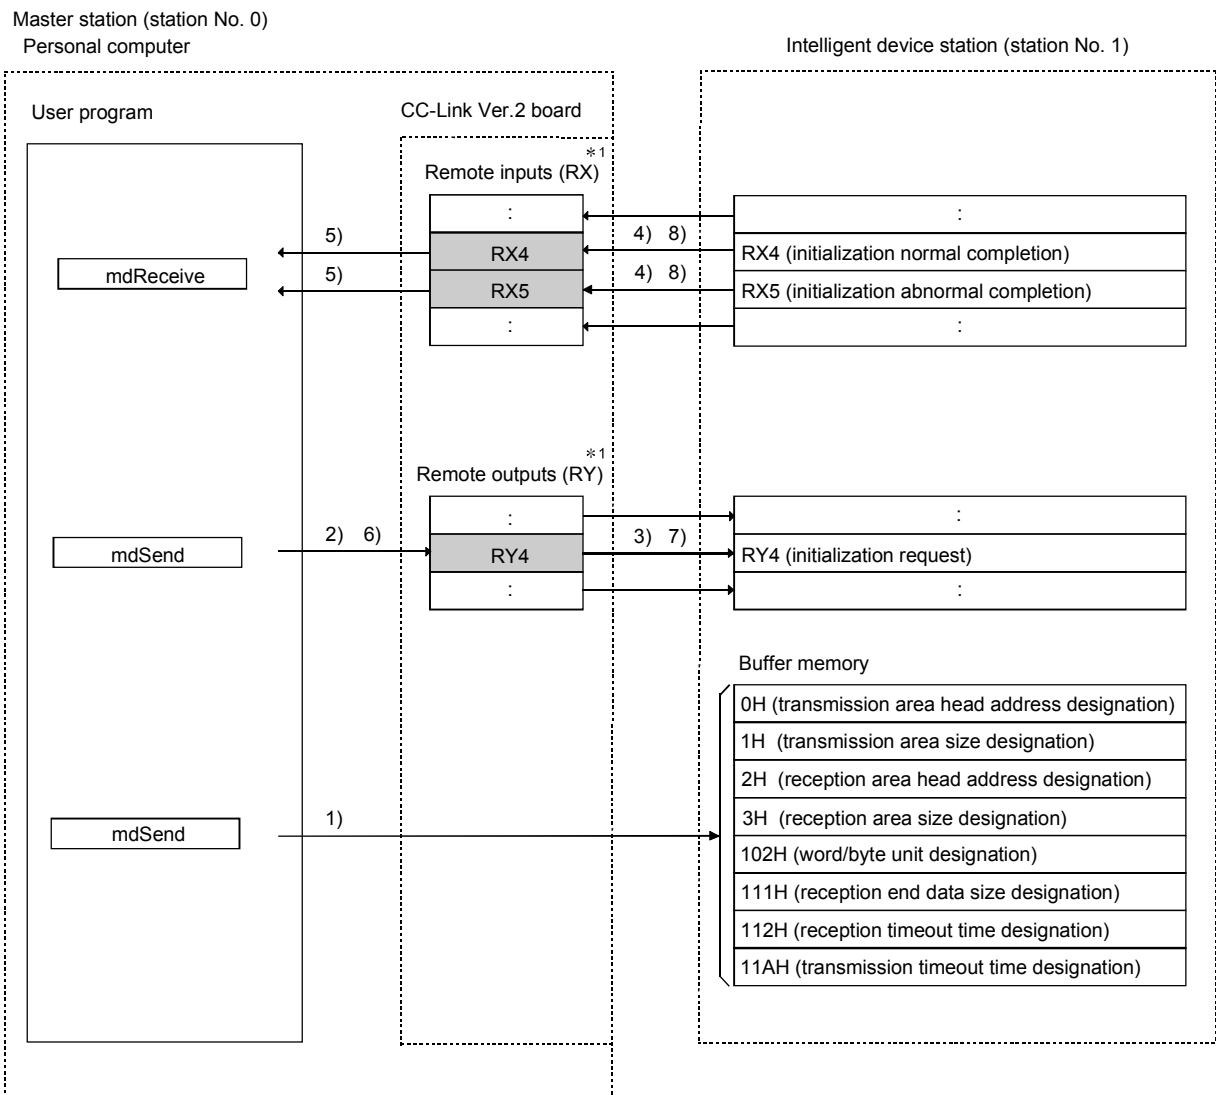 Master station (station No. 0)
Personal computer
Intelligent device station (station No. 1)
User program
CC-Link Ver.2 board
*1
Remote inputs (RX)
:
:
5)
4) 8)
RX4
RX4 (initialization normal completion)
mdReceive
5)
4) 8)
RX5
RX5 (initialization abnormal completion)
:
:
*1
Remote outputs (RY)
:
:
2) 6)
3) 7)
mdSend
RY4
RY4 (initialization request)
:
:
Buffer memory
0H (transmission area head address designation)
1H (transmission area size designation)
2H (reception area head address designation)
1)
3H (reception area size designation)
mdSend
102H (word/byte unit designation)
111H (reception end data size designation)
112H (reception timeout time designation)
11AH (transmission timeout time designation)